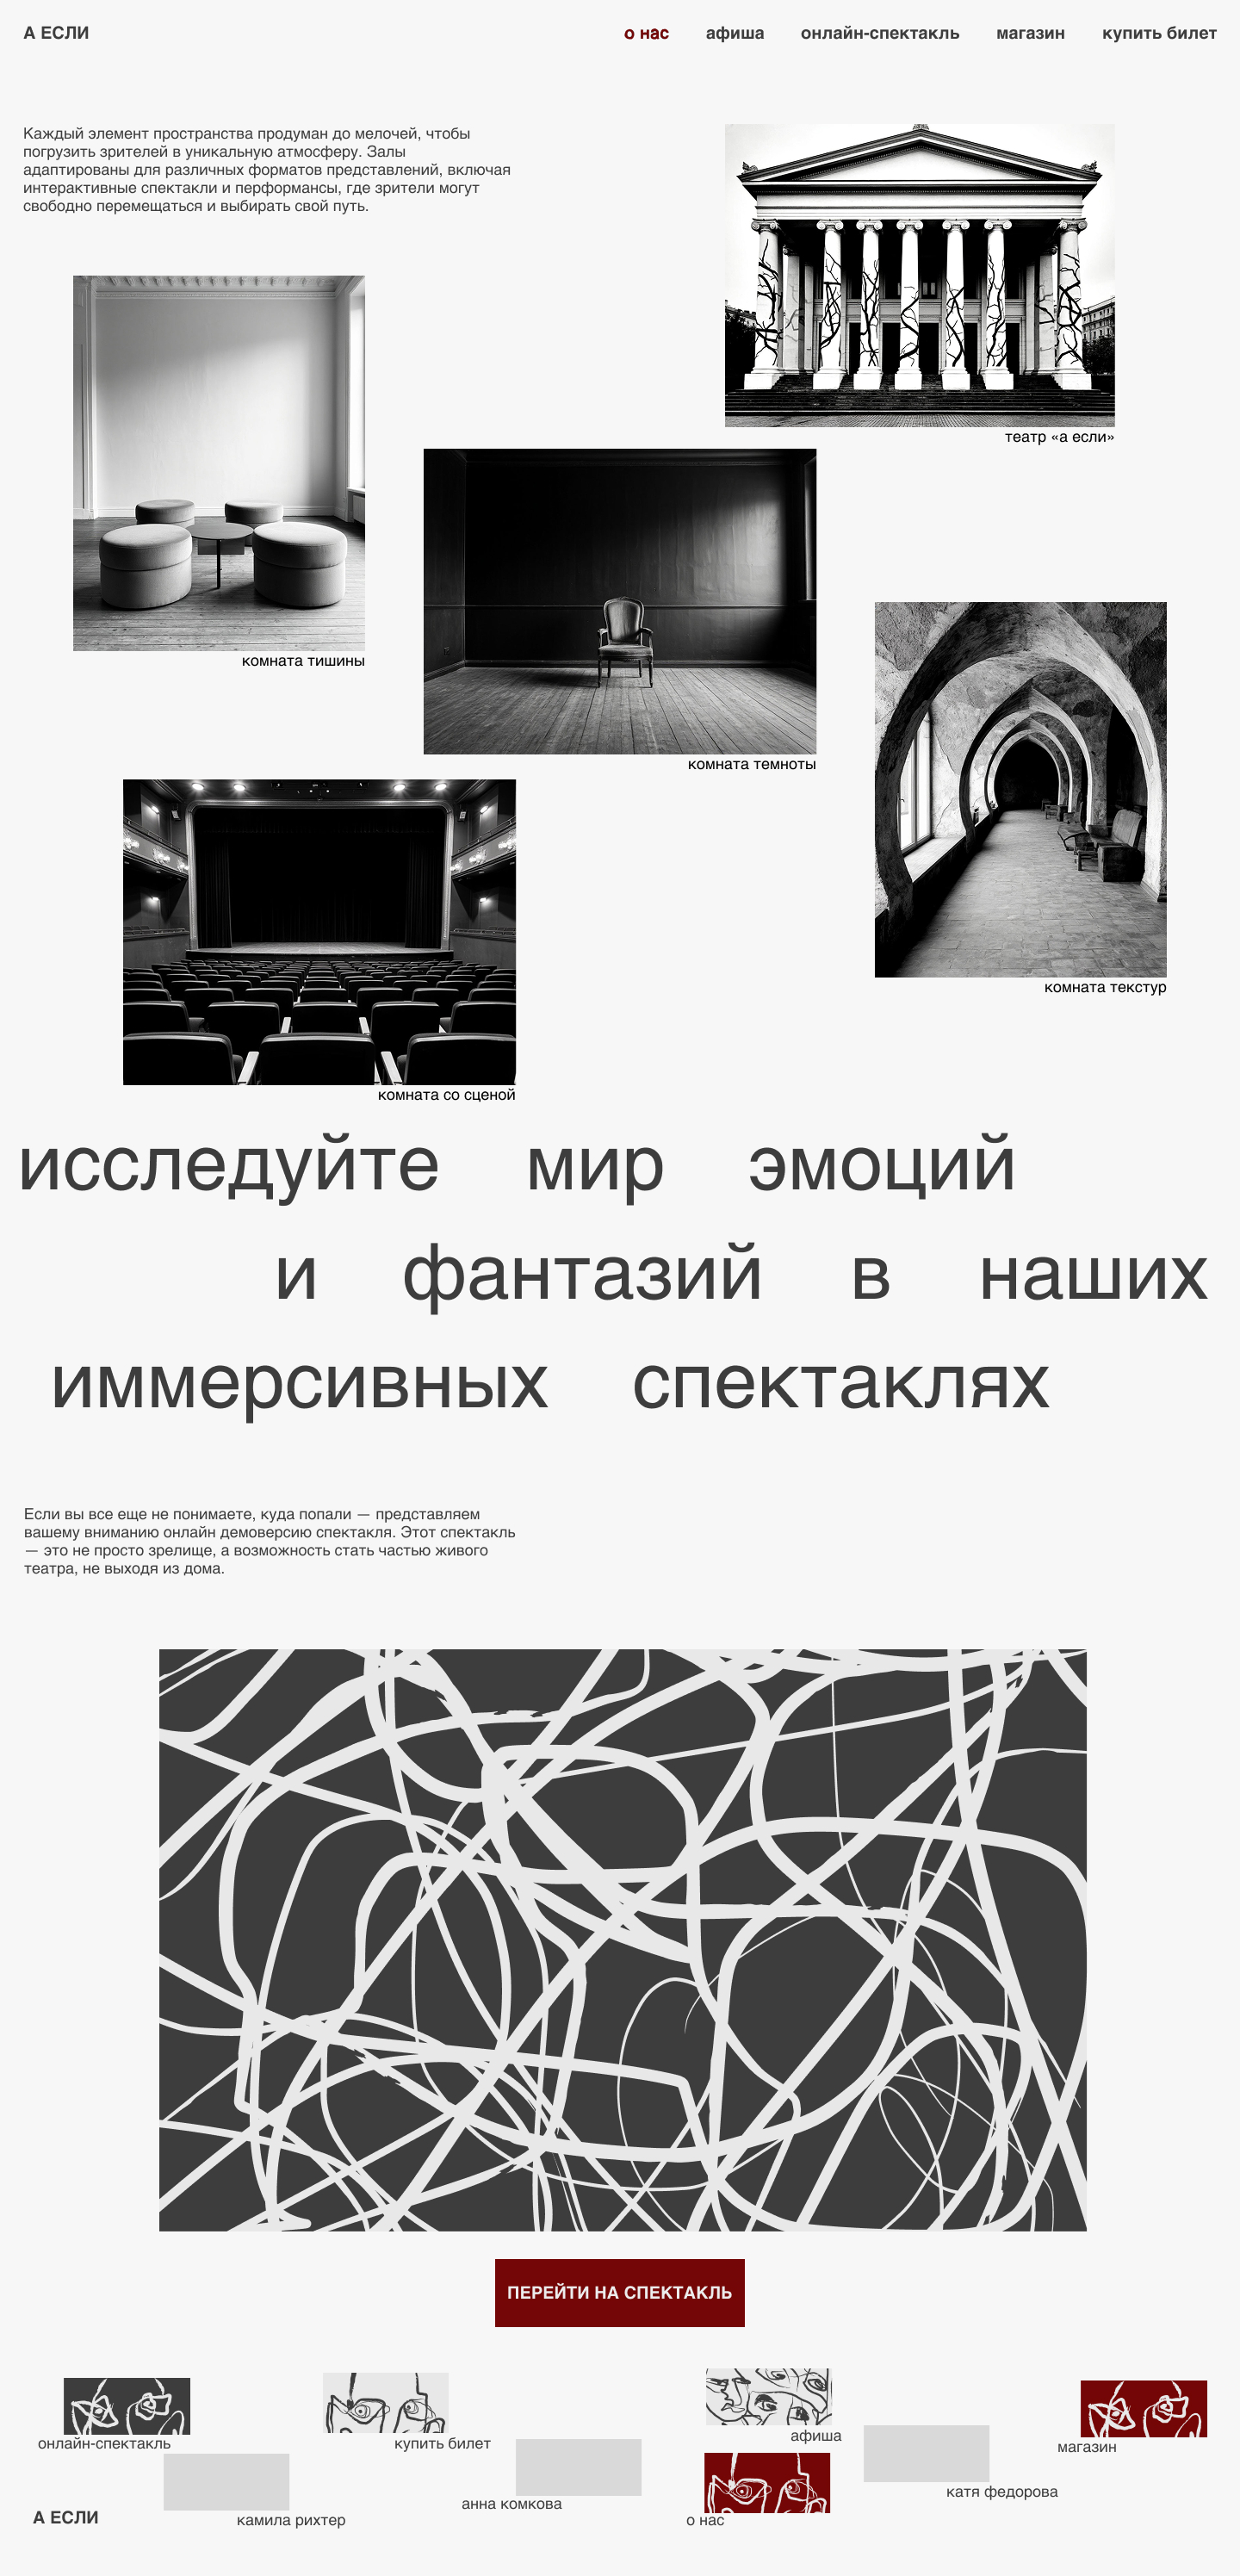 А ЕСЛИ
о нас
афиша
онлайн-спектакль
магазин
купить билет
Каждый элемент пространства продуман до мелочей, чтобы
погрузить зрителей в уникальную атмосферу. Залы
адаптированы для различных форматов представлений, включая
интерактивные спектакли и перформансы, где зрители могут
свободно перемещаться и выбирать свой путь.
театр «а если»
комната тишины
комната темноты
комната текстур
комната со сценой
исследуйте мир эмоций
и фантазий в наших
иммерсивных спектаклях
Если вы все еще не понимаете, куда попали — представляем
вашему вниманию онлайн демоверсию спектакля. Этот спектакль
— это не просто зрелище, а возможность стать частью живого
театра, не выходя из дома.
ПЕРЕЙТИ НА СПЕКТАКЛЬ
онлайн-спектакль
купить билет
афиша
магазин
катя федорова
анна комкова
А ЕСЛИ
камила рихтер
о нас